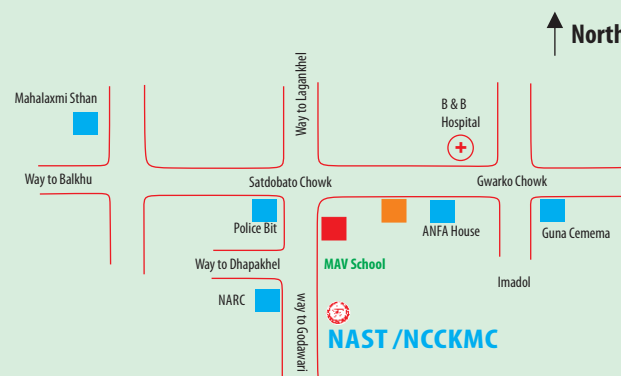 North
Mahalaxmi Sthan
Way to Lagankhel
B & B
Hospital
Way to Balkhu
Satdobato Chowk
Gwarko Chowk
Police Bit
ANFA House
Guna Cemema
Way to Dhapakhel
MAV School
Imadol
NARC
way to Godawari
NAST /NCCKMC